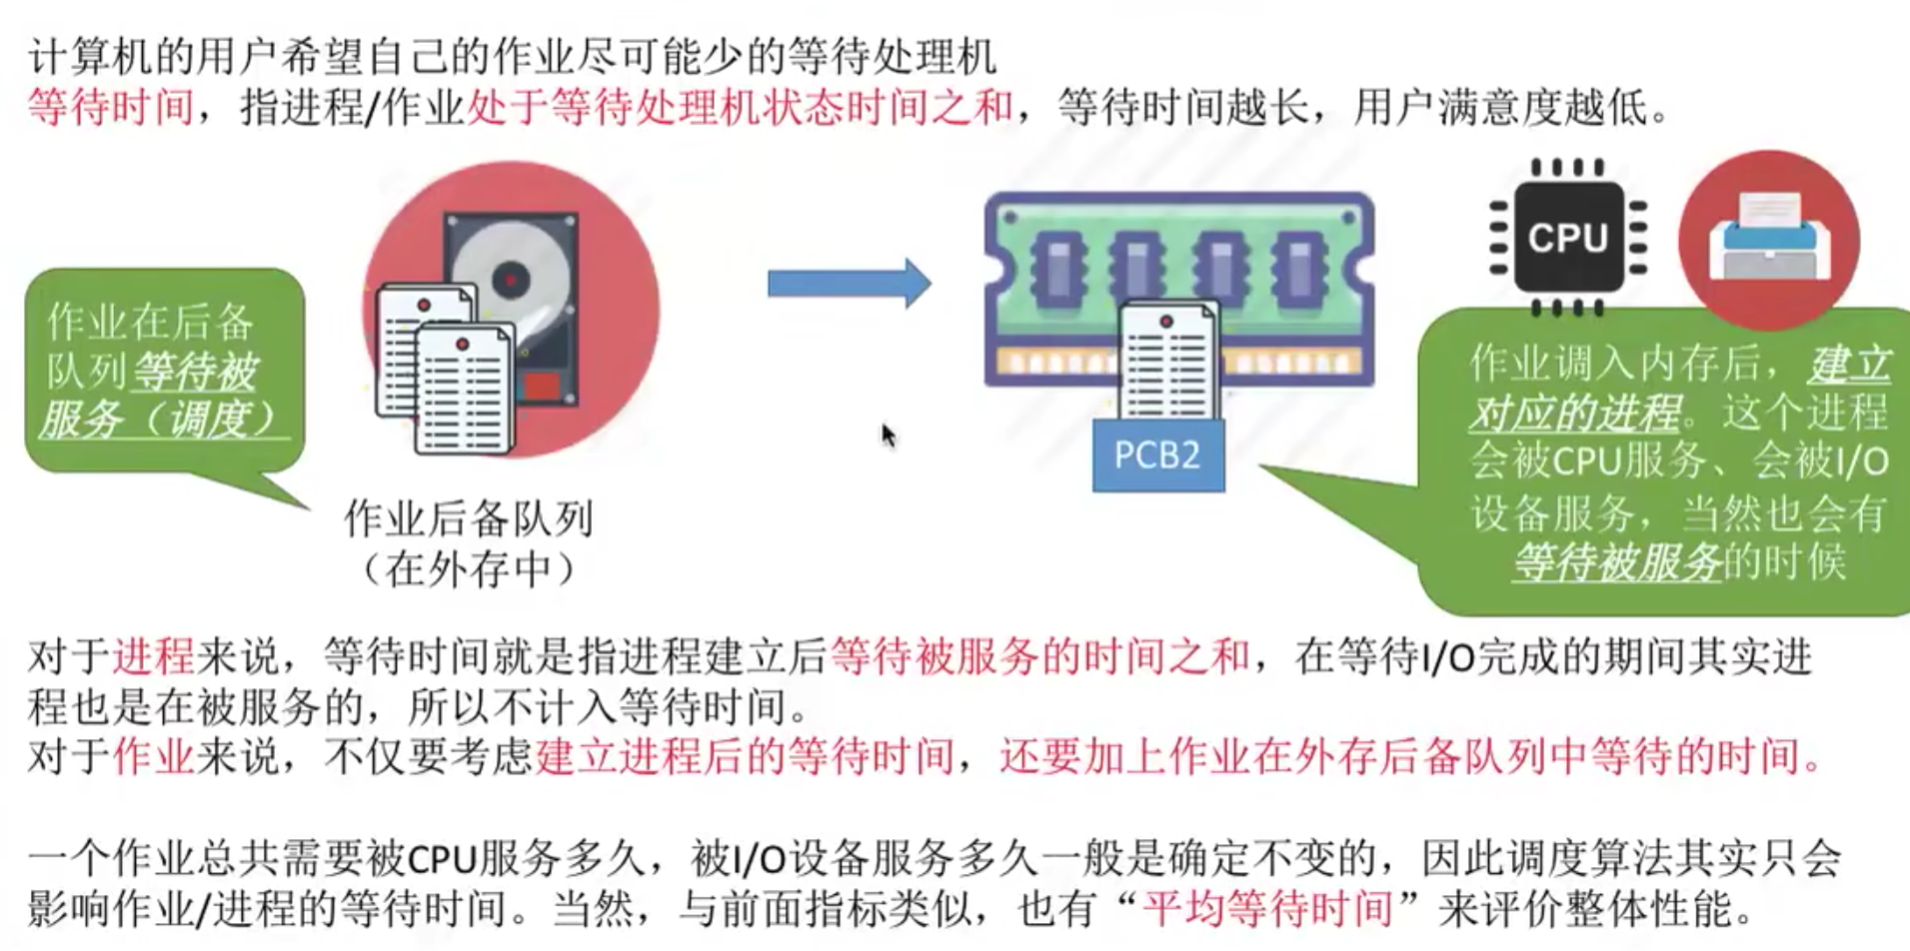 计算机的用户希望自己的作业尽可能少的等待处理机
等待时间，指进程/作业处于等待处理机状态时间之和，等待时间越长，用户满意度越低。
作业在后备
队列等待被
服务（调度）
作业后备队列
（在外存中）
PCB2
CPU
作业调入内存后，建立
对应的进程。这个进程
会被CPU服务、会被I/O
设备服务，当然也会有
等待被服务的时候
对于进程来说，等待时间就是指进程建立后等待被服务的时间之和，在等待I/O完成的期间其实进
程也是在被服务的，所以不计入等待时间。
对于作业来说，不仅要考虑建立进程后的等待时间，还要加上作业在外存后备队列中等待的时间。
一个作业总共需要被CPU服务多久，被I/O设备服务多久一般是确定不变的，因此调度算法其实只会
影响作业/进程的等待时间。当然，与前面指标类似，也有“平均等待时间”来评价整体性能。